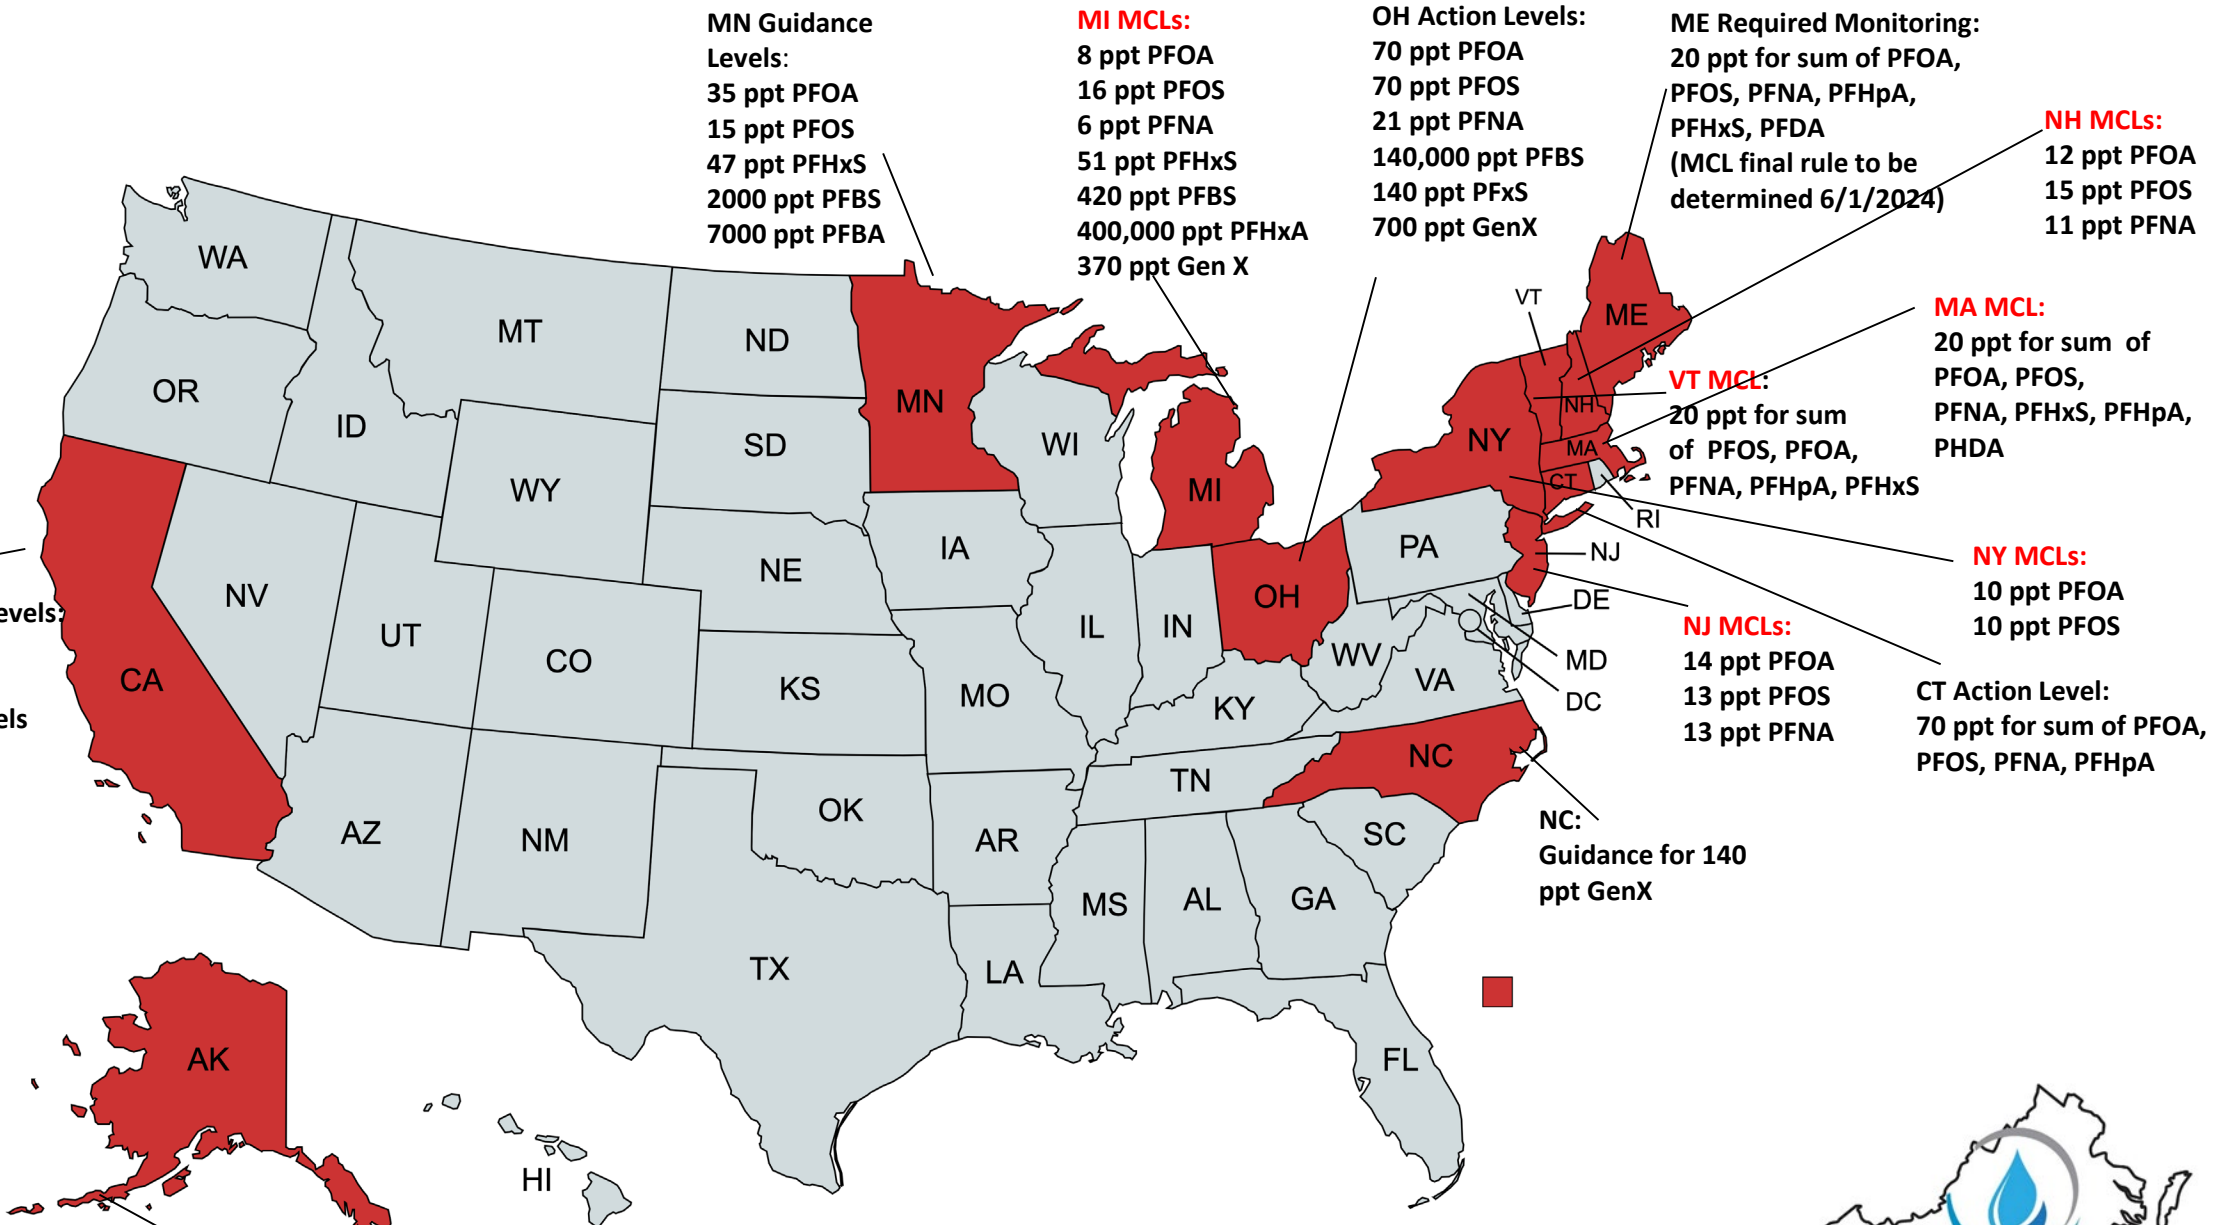 MN Guidance
Levels:
35 ppt PFOA
15 ppt PFOS
47 ppt PFHxS
2000 ppt PFBS
7000 ppt PFBA
MI MCLs:
8 ppt PFOA
16 ppt PFOS
6 ppt PFNA
51 ppt PFHxS
420 ppt PFBS
400,000 ppt PFHxA
370 ppt Gen X
OH Action Levels:
70 ppt PFOA
70 ppt PFOS
21 ppt PFNA
140,000 ppt PFBS
140 ppt PFxS
700 ppt GenX
ME Required Monitoring:
20 ppt for sum of PFOA,
PFOS, PFNA, PFHpA,
PFHxS, PFDA
(MCL final rule to be
determined 6/1/2024)
NH MCLs:
12 ppt PFOA
15 ppt PFOS
11 ppt PFNA
MA MCL:
20 ppt for sum of
PFOA, PFOS,
PFNA, PFHxS, PFHpA,
PHDA
VT MCL:
20 ppt for sum
of PFOS, PFOA,
PFNA, PFHpA, PFHxS
NY MCLs:
10 ppt PFOA
10 ppt PFOS
NJ MCLs:
14 ppt PFOA
13 ppt PFOS
13 ppt PFNA
CT Action Level:
70 ppt for sum of PFOA,
PFOS, PFNA, PFHpA
NC:
Guidance for 140
ppt GenX
evels:
els
WA
OR
ID
MT
ND
SD
WY
NE
MN
WI
MI
IA
IL
IN
OH
PA
NY
VT
ME
NH
MA
CT
RI
NJ
DE
MD
DC
WV
VA
KY
NC
TN
SC
GA
AL
MS
AR
LA
MO
KS
OK
TX
CO
UT
NV
CA
AZ
NM
FL
AK
HI